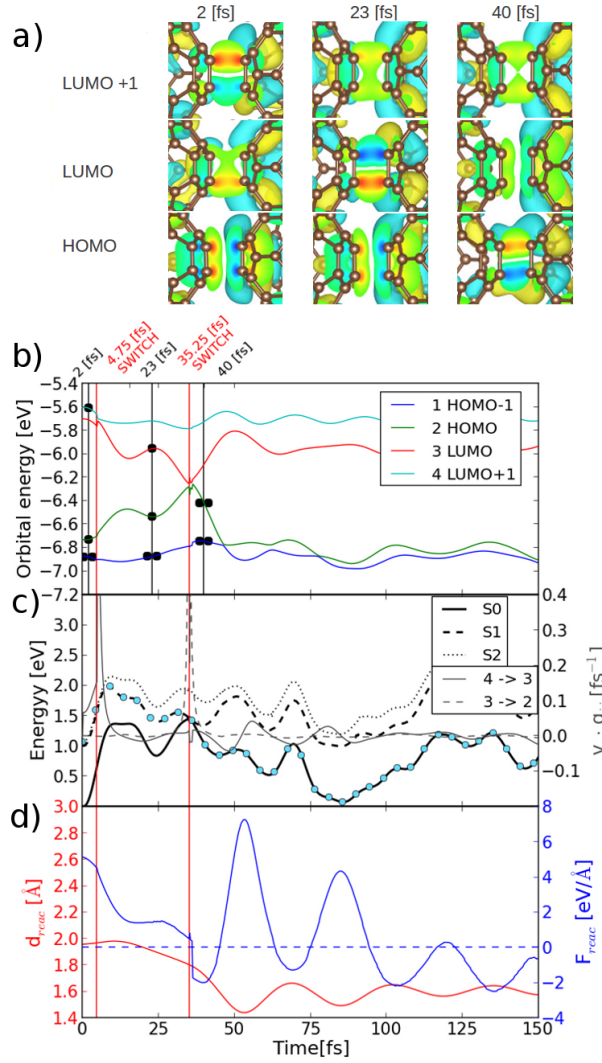 a)
2 [fs] 23 [fs] 40 [fs]
LUMO +1
LUMO
HOMO
b)
2 [fs]
4.75 [fs]
SWITCH
23 [fs]
35.25 [fs]
SWITCH
40 [fs]
Orbital energy [eV]
−5.4
−5.6
−5.8
−6.0
−6.2
−6.4
−6.6
−6.8
−7.0
−7.2
1 HOMO-1
2 HOMO
3 LUMO
4 LUMO+1
c)
Energyy [eV]
3.0
2.5
2.0
1.5
1.0
0.5
S0
S1
S2
4 -> 3
3 -> 2
0.4
0.3
0.2
0.1
0.0
−0.1
d)
d reac [Å]
3.0
2.8
2.6
2.4
2.2
2.0
1.8
1.6
1.4
8
6
4
2
0
−2
−4
F reac [eV/Å]
0 25 50 75 100 125 150
Time[fs]